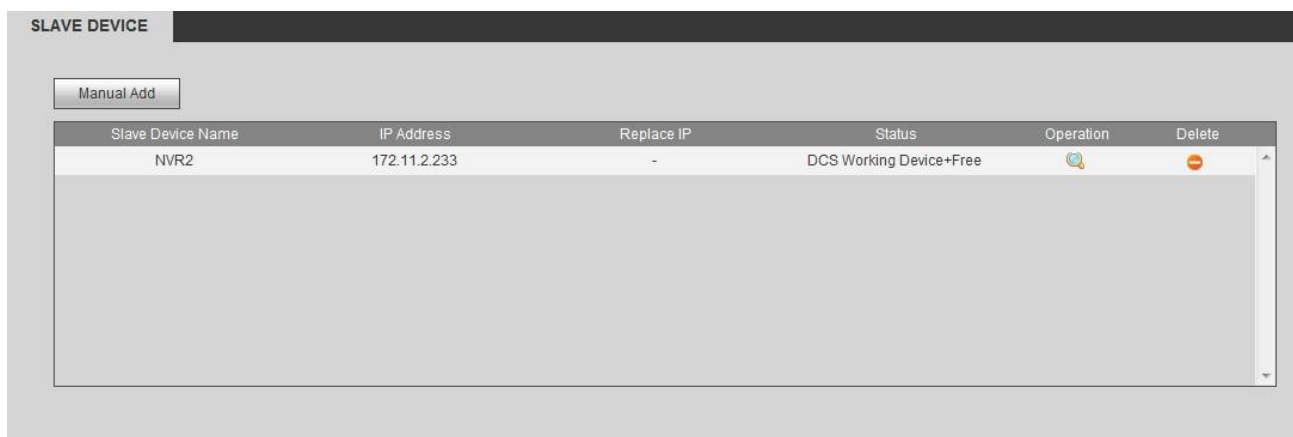 SLAVE DEVICE
Manual Add
Slave Device Name IP Address Replace IP Status Operation Delete
NVR2 172.11.2.233 - DCS Working Device+Free